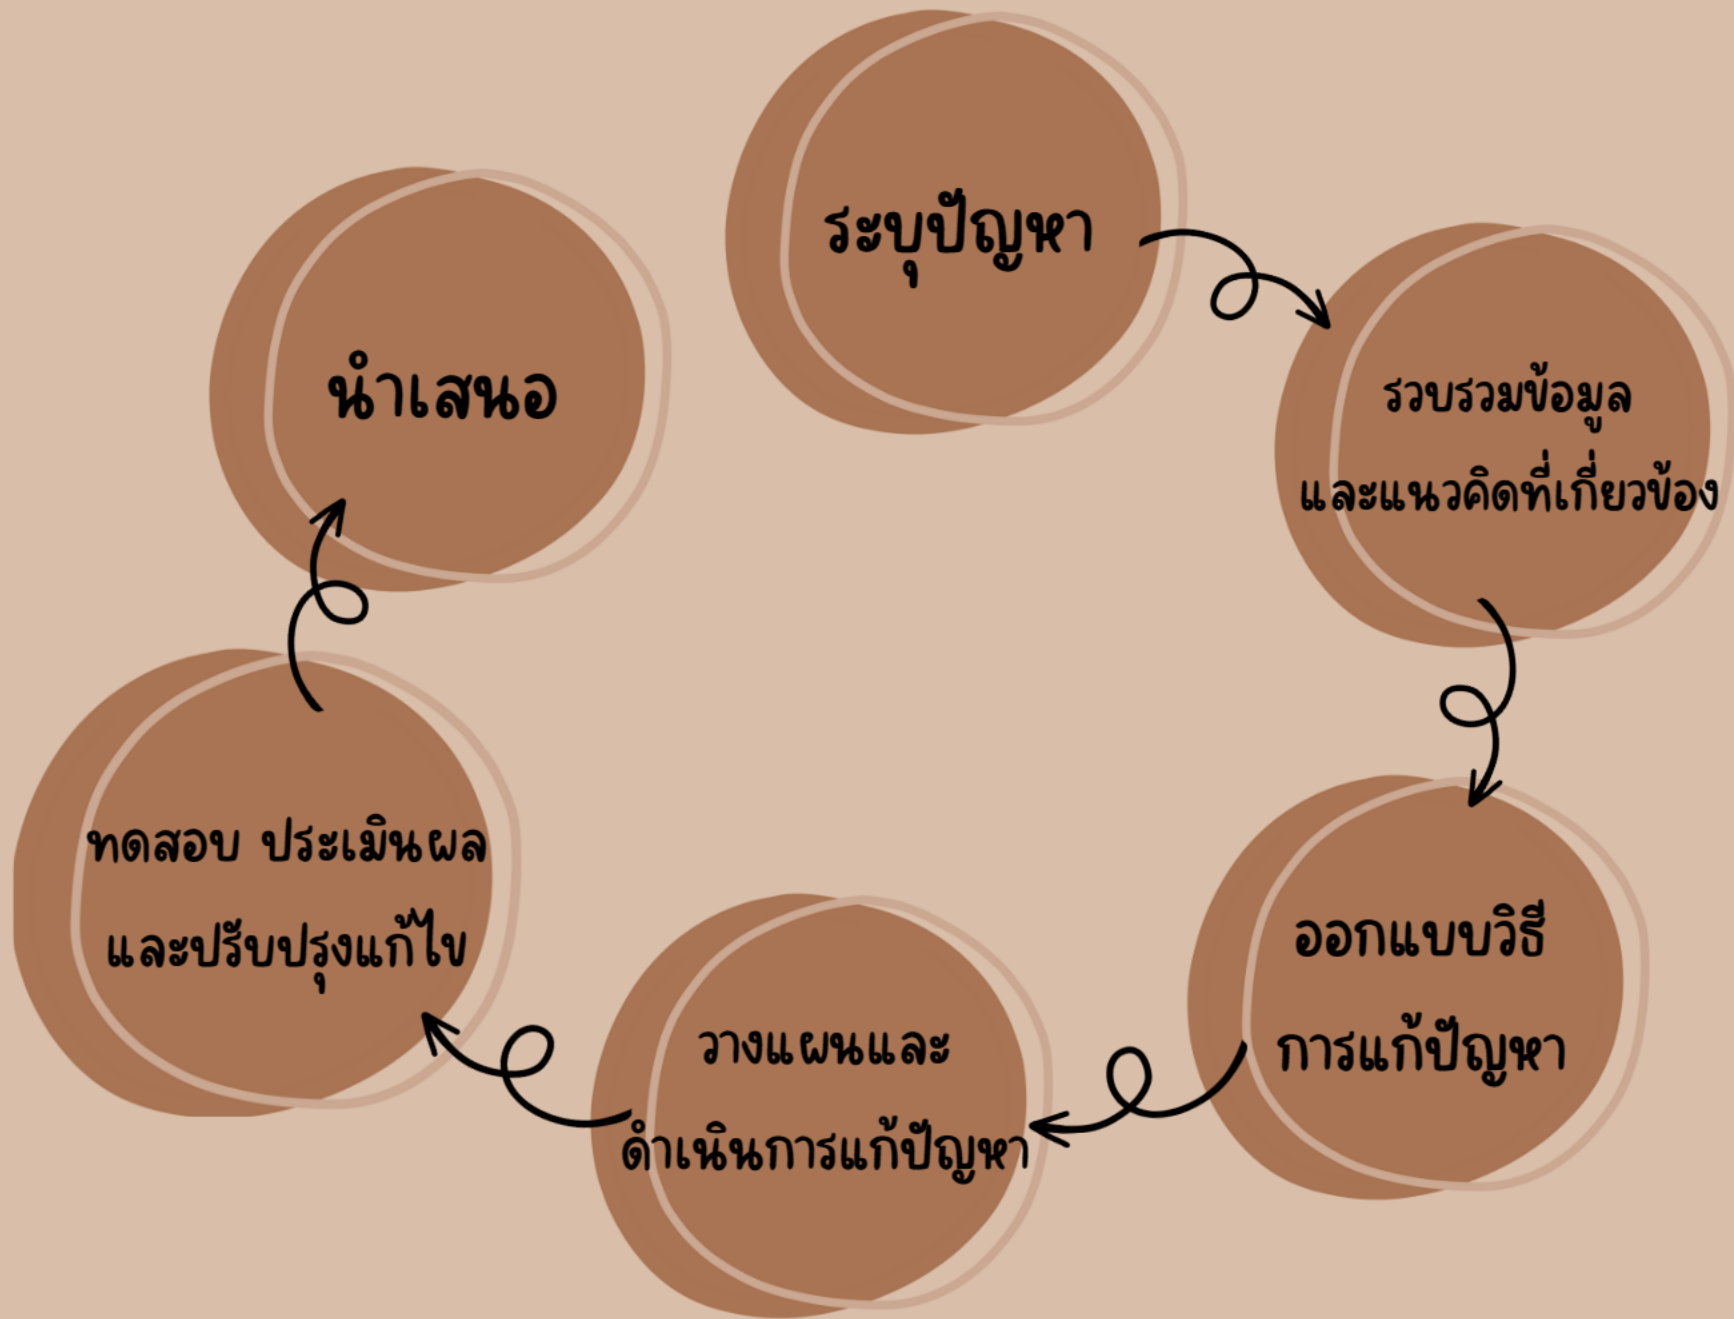 ระบุปัญหา
รวบรวมข้อมูล
และแนวคิดที่เกี่ยวข้อง
ออกแบบวิธี
การแก้ปัญหา
วางแผนและ
ดำเนินการแก้ปัญหา
ทดสอบ ประเมินผล
และปรับปรุงแก้ไข
นำเสนอ